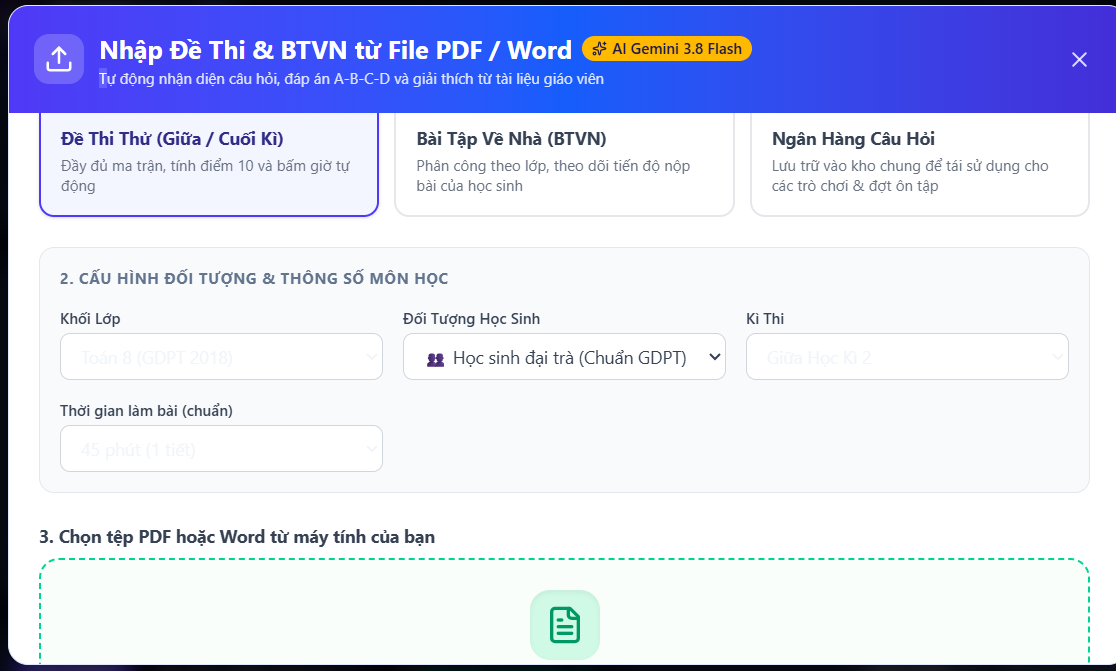 Nhập Đề Thi & BTVN từ File PDF / Word
AI Gemini 3.8 Flash
Tự động nhận diện câu hỏi, đáp án A-B-C-D và giải thích từ tài liệu giáo viên
Đề Thi Thử (Giữa / Cuối Kì)
Đầy đủ ma trận, tính điểm 10 và bấm giờ tự
động
Bài Tập Về Nhà (BTVN)
Phân công theo lớp, theo dõi tiến độ nộp
bài của học sinh
Ngân Hàng Câu Hỏi
Lưu trữ vào kho chung để tái sử dụng cho
các trò chơi & đợt ôn tập
2. CẤU HÌNH ĐỐI TƯỢNG & THÔNG SỐ MÔN HỌC
Khối Lớp
Toán 8 (GDPT 2018)
Đối Tượng Học Sinh
Học sinh đại trà (Chuẩn GDPT)
Kì Thi
Giữa Học Kì 2
Thời gian làm bài (chuẩn)
45 phút (1 tiết)
3. Chọn tệp PDF hoặc Word từ máy tính của bạn